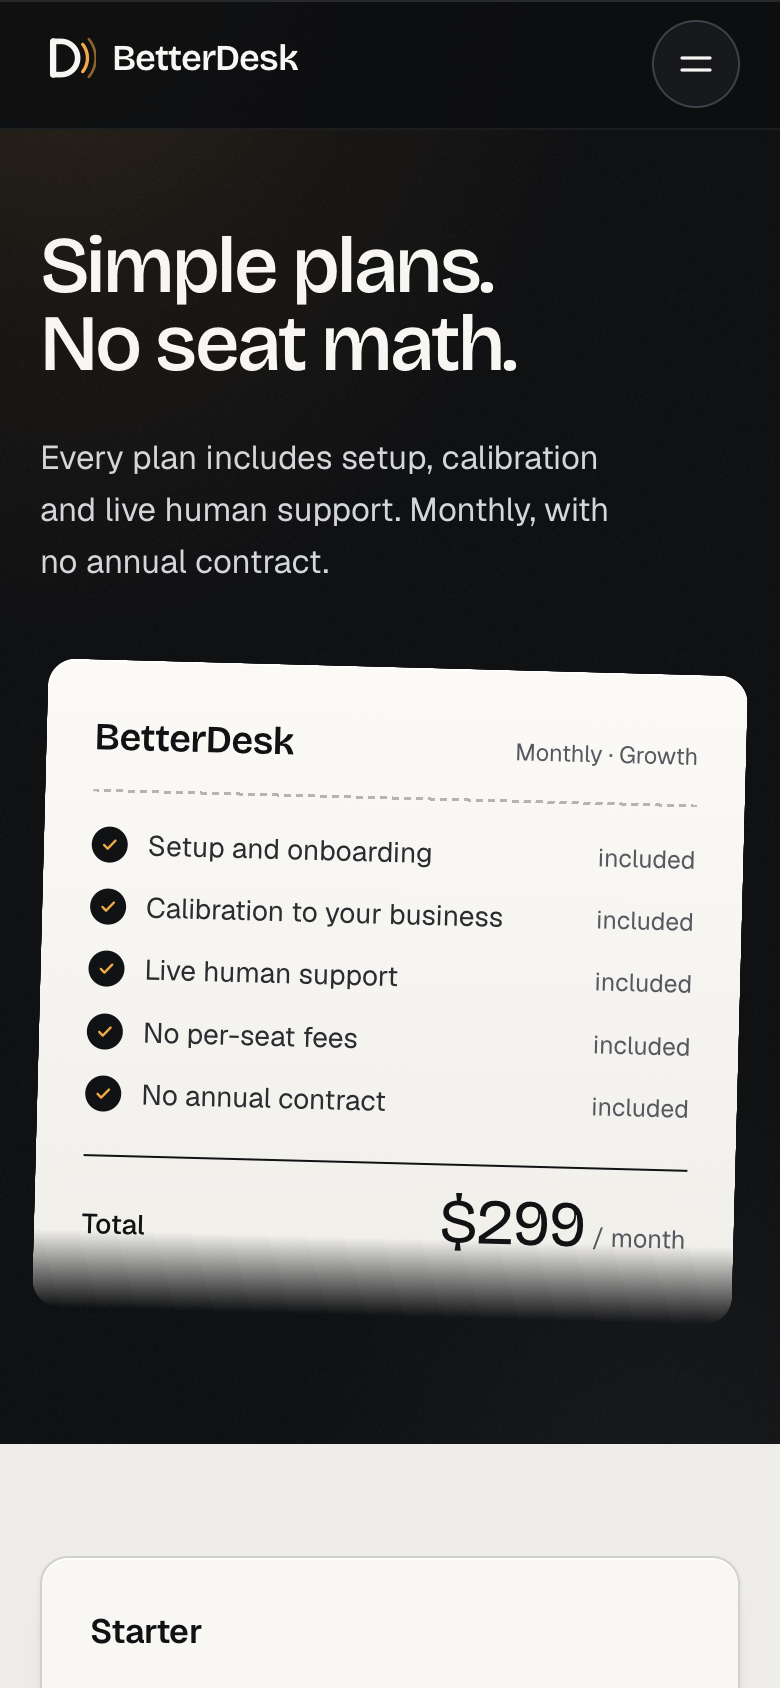 BetterDesk
Simple plans.
No seat math.
Every plan includes setup, calibration
and live human support. Monthly, with
no annual contract.
BetterDesk
Monthly · Growth
Setup and onboarding included
Calibration to your business included
Live human support included
No per-seat fees included
No annual contract included
Total $299 / month
Starter